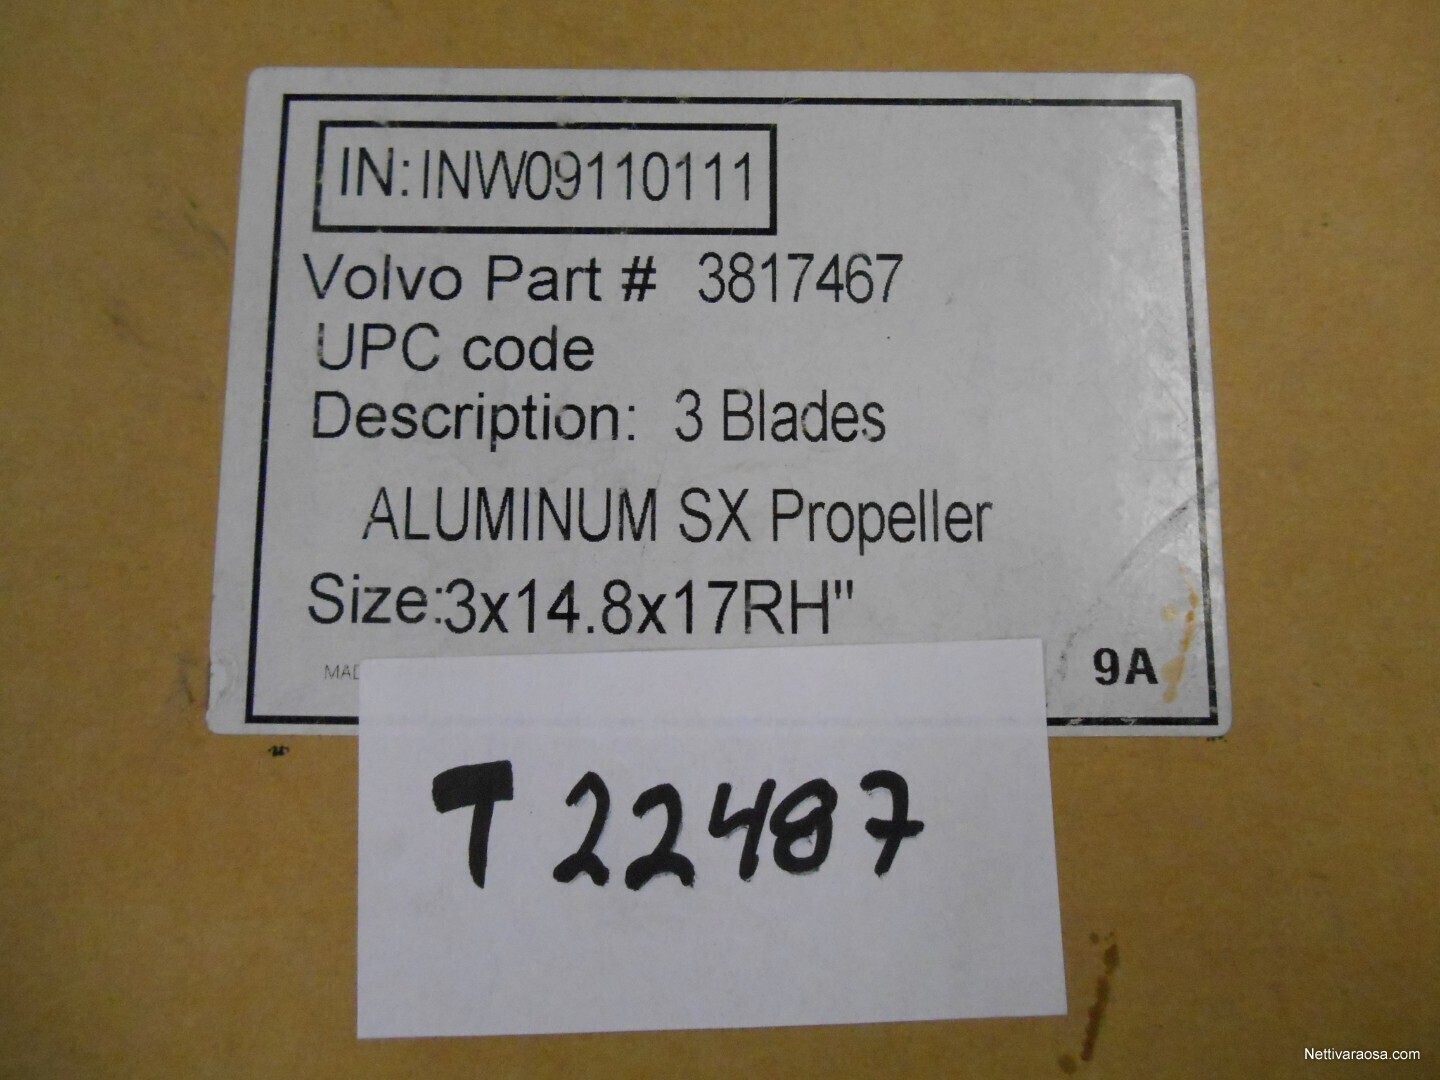 IN:INW09110111
Volvo Part # 3817467
UPC code
Description: 3 Blades
ALUMINUM SX Propeller
Size:3x14.8x17RH"
9A
T22487
Nettivaraosa.com